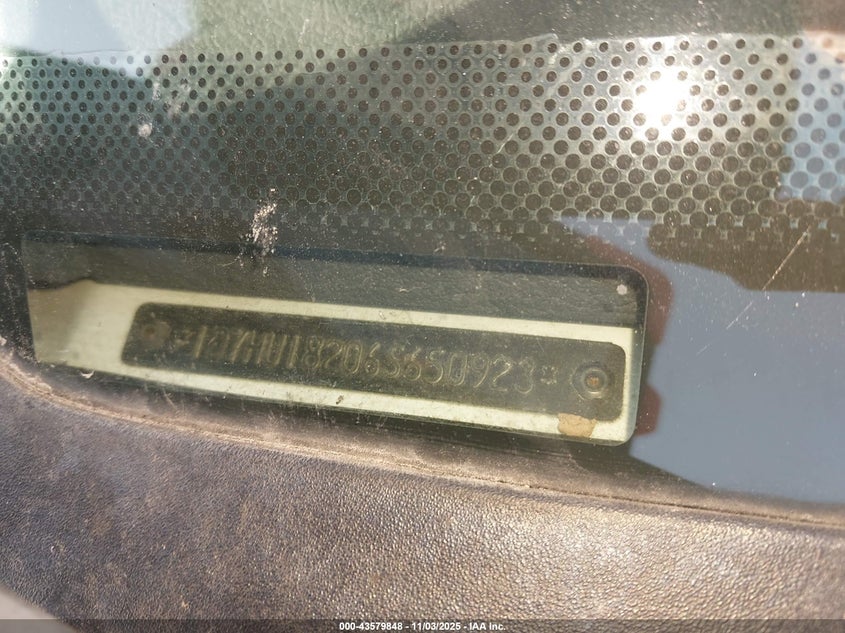 *1D7HU18206S650923*
000-43579848 - 11/03/2025 - IAA Inc.